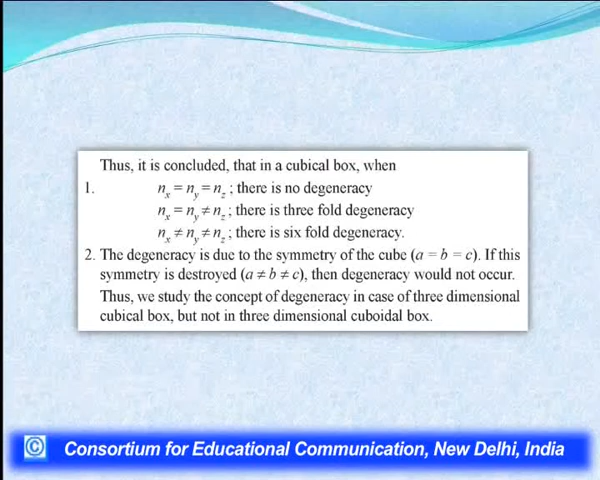 Thus, it is concluded, that in a cubical box, when
1. nx = ny = nz ; there is no degeneracy
nx = ny ≠ nz ; there is three fold degeneracy
nx ≠ ny ≠ nz ; there is six fold degeneracy.
2. The degeneracy is due to the symmetry of the cube (a = b = c). If this
symmetry is destroyed (a ≠ b ≠ c), then degeneracy would not occur.
Thus, we study the concept of degeneracy in case of three dimensional
cubical box, but not in three dimensional cuboidal box.
© Consortium for Educational Communication, New Delhi, India